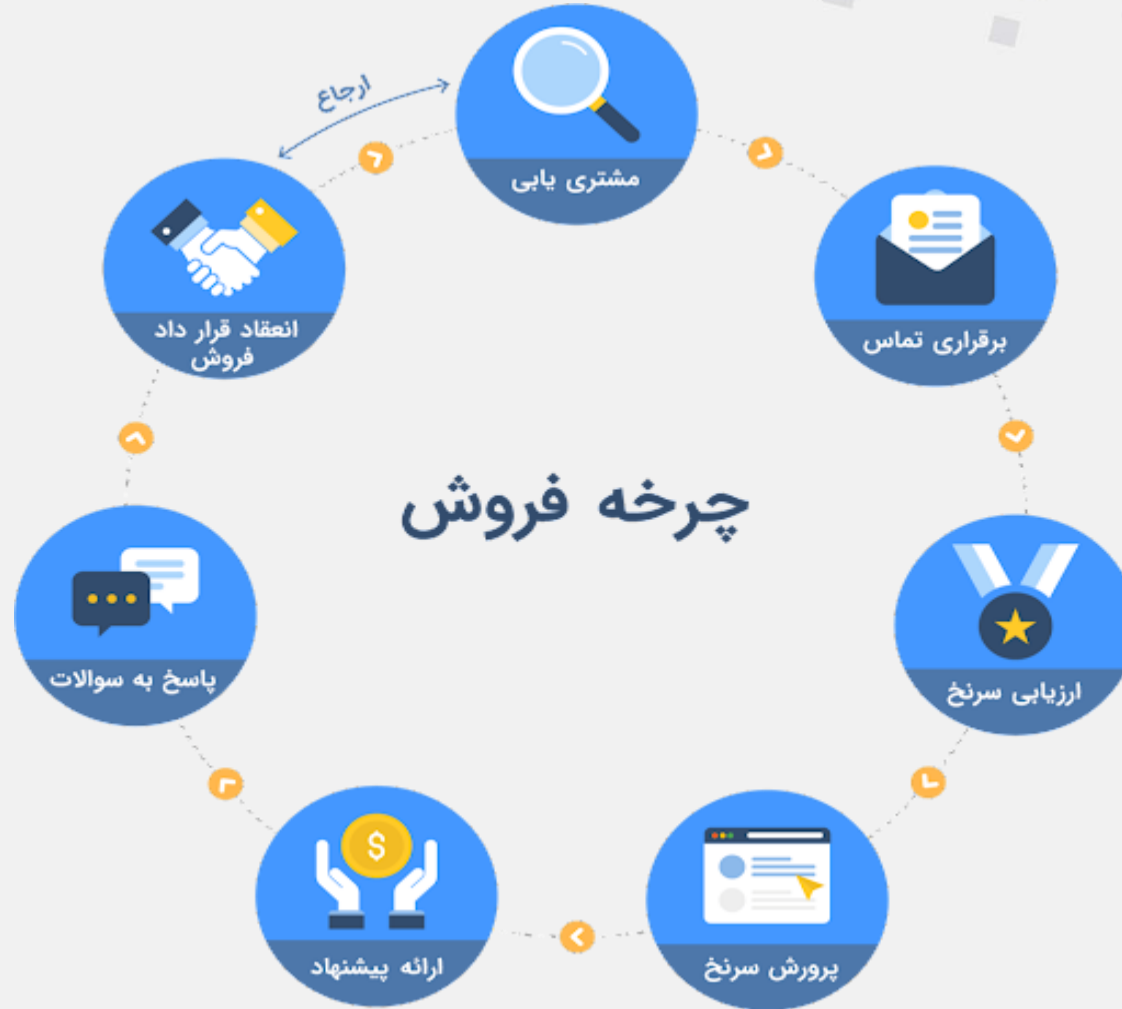 چرخه فروش
مشتری یابی
برقراری تماس
ارزیابی سرنخ
پرورش سرنخ
ارائه پیشنهاد
پاسخ به سوالات
انعقاد قرار داد
فروش
ارجاع
$